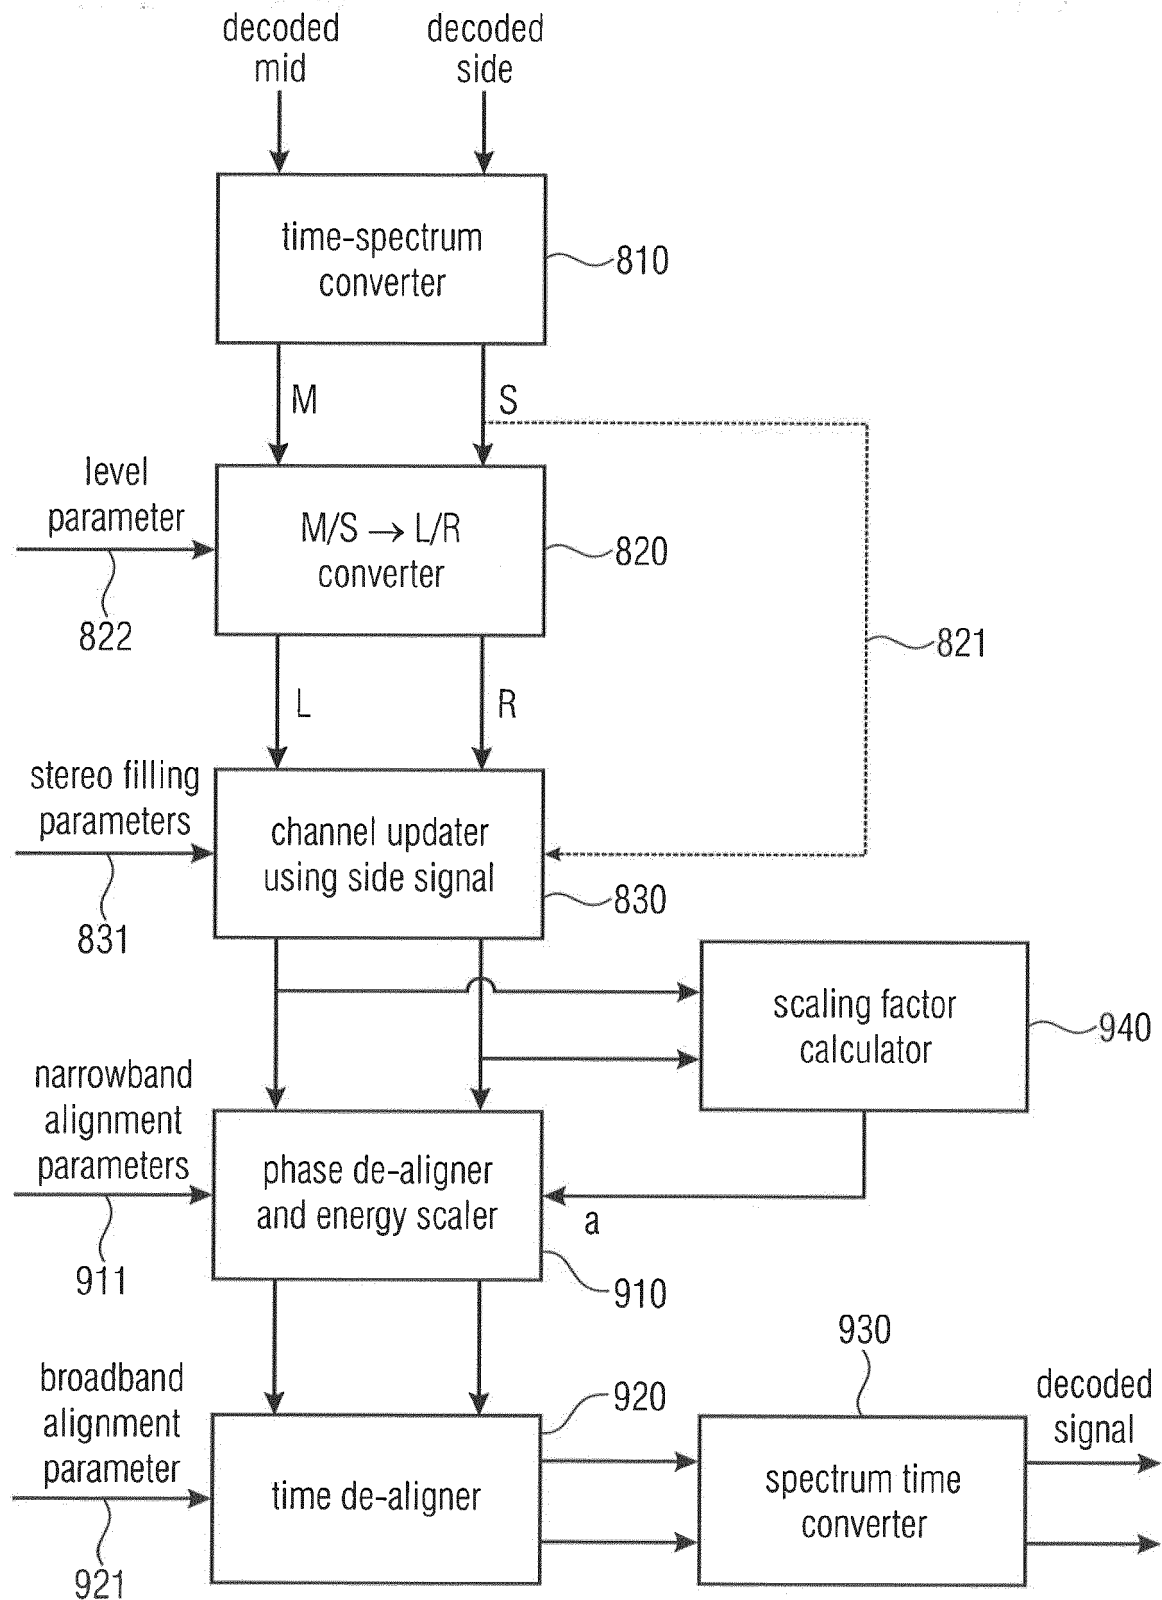 decoded
mid
decoded
side
time-spectrum
converter
810
M
S
level
parameter
822
M/S → L/R
converter
820
821
L
R
stereo filling
parameters
831
channel updater
using side signal
830
scaling factor
calculator
940
narrowband
alignment
parameters
911
phase de-aligner
and energy scaler
a
910
930
broadband
alignment
parameter
921
920
time de-aligner
spectrum time
converter
decoded
signal